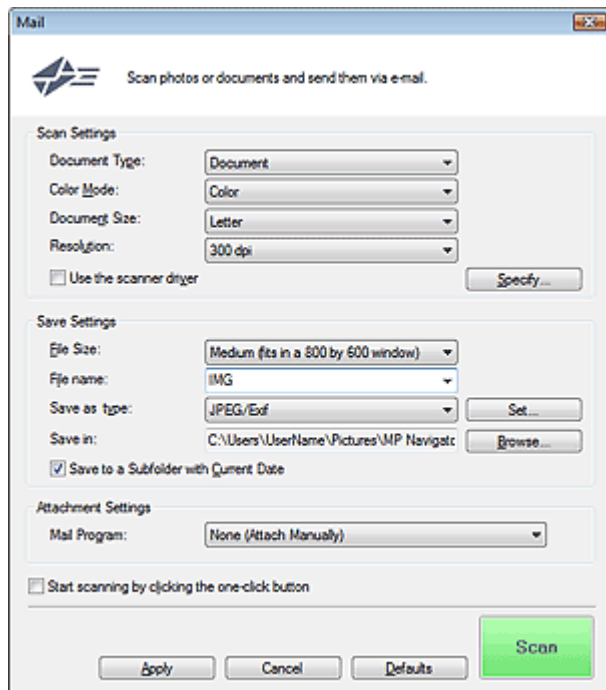 Mail
Scan photos or documents and send them via e-mail.
Scan Settings
Document Type: Document
Color Mode: Color
Document Size: Letter
Resolution: 300 dpi
Use the scanner driver Specify...
Save Settings
File Size: Medium (fits in a 800 by 600 window)
File name: IMG
Save as type: JPEG/Exif Set...
Save in: C:\Users\UserName\Pictures\MP Navigatc Browse...
Save to a Subfolder with Current Date
Attachment Settings
Mail Program: None (Attach Manually)
Start scanning by clicking the one-click button
Scan
Apply Cancel Defaults